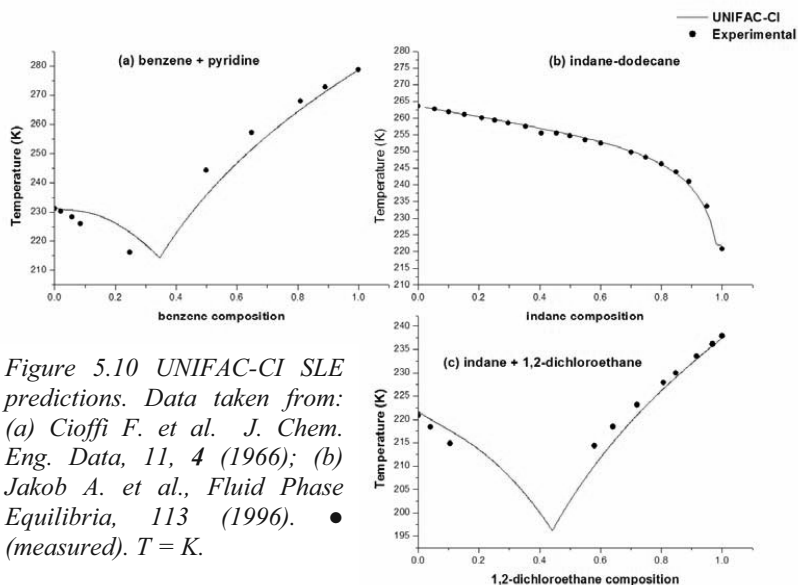 UNIFAC-CI
Experimental
(a) benzene + pyridine
Temperature (K)
280
270
260
250
240
230
220
210
0.0 0.2 0.4 0.6 0.8 1.0
benzene composition
(b) indane-dodecane
Temperature (K)
280
275
270
265
260
255
250
245
240
235
230
225
220
215
210
0.0 0.2 0.4 0.6 0.8 1.0
indane composition
(c) indane + 1,2-dichloroethane
Temperature (K)
240
235
230
225
220
215
210
205
200
195
0.0 0.2 0.4 0.6 0.8 1.0
1,2-dichloroethane composition
Figure 5.10 UNIFAC-CI SLE
predictions. Data taken from:
(a) Cioffi F. et al. J. Chem.
Eng. Data, 11, 4 (1966); (b)
Jakob A. et al., Fluid Phase
Equilibria, 113 (1996). ●
(measured). T = K.